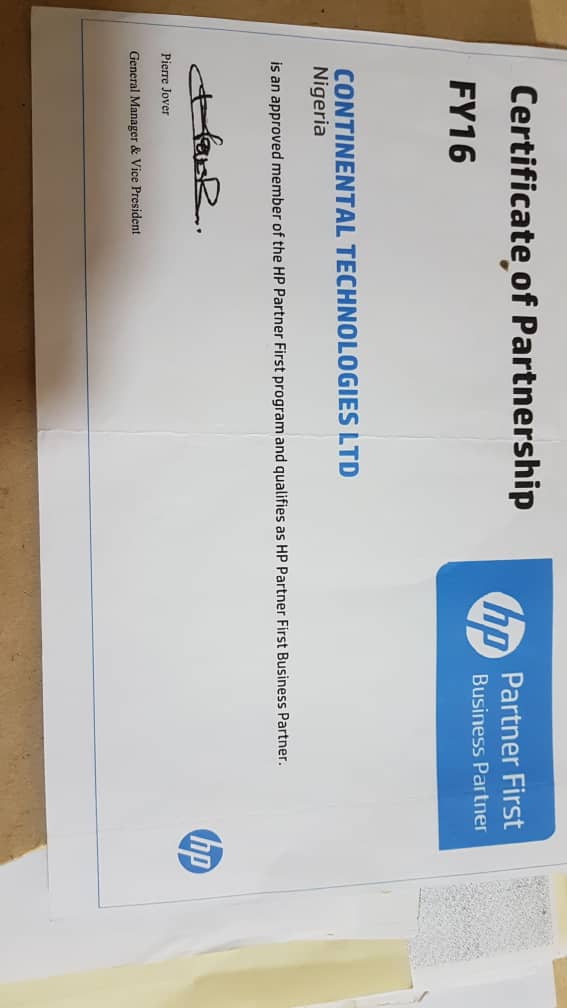 Certificate of Partnership
FY16
hp Partner First
Business Partner
CONTINENTAL TECHNOLOGIES LTD
Nigeria
is an approved member of the HP Partner First program and qualifies as HP Partner First Business Partner.
Pierre Jover
General Manager & Vice President
hp